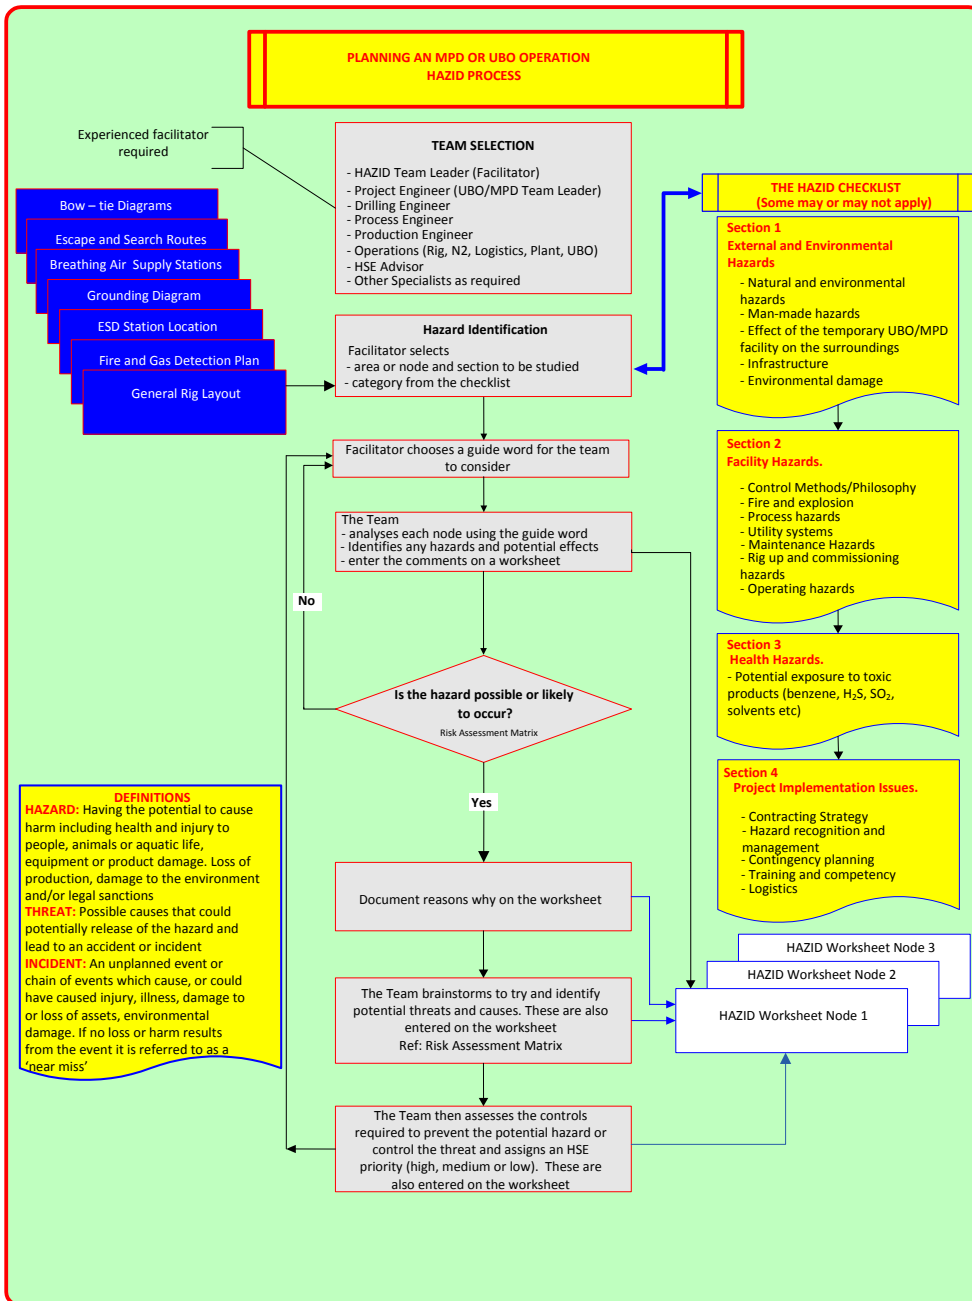 PLANNING AN MPD OR UBO OPERATION
HAZID PROCESS
Experienced facilitator
required
TEAM SELECTION
- HAZID Team Leader (Facilitator)
- Project Engineer (UBO/MPD Team Leader)
- Drilling Engineer
- Process Engineer
- Production Engineer
- Operations (Rig, N2, Logistics, Plant, UBO)
- HSE Advisor
- Other Specialists as required
Bow – tie Diagrams
Escape and Search Routes
Breathing Air Supply Stations
Grounding Diagram
ESD Station Location
Fire and Gas Detection Plan
General Rig Layout
Hazard Identification
Facilitator selects
- area or node and section to be studied
- category from the checklist
Facilitator chooses a guide word for the team
to consider
The Team
- analyses each node using the guide word
- Identifies any hazards and potential effects
- enter the comments on a worksheet
No
Is the hazard possible or likely
to occur?
Risk Assessment Matrix
Yes
Document reasons why on the worksheet
The Team brainstorms to try and identify
potential threats and causes. These are also
entered on the worksheet
Ref: Risk Assessment Matrix
The Team then assesses the controls
required to prevent the potential hazard or
control the threat and assigns an HSE
priority (high, medium or low). These are
also entered on the worksheet
THE HAZID CHECKLIST
(Some may or may not apply)
Section 1
External and Environmental
Hazards
- Natural and environmental
hazards
- Man-made hazards
- Effect of the temporary UBO/MPD
facility on the surroundings
- Infrastructure
- Environmental damage
Section 2
Facility Hazards.
- Control Methods/Philosophy
- Fire and explosion
- Process hazards
- Utility systems
- Maintenance Hazards
- Rig up and commissioning
hazards
- Operating hazards
Section 3
Health Hazards.
- Potential exposure to toxic
products (benzene, H₂S, SO₂,
solvents etc)
Section 4
Project Implementation Issues.
- Contracting Strategy
- Hazard recognition and
management
- Contingency planning
- Training and competency
- Logistics
HAZID Worksheet Node 3
HAZID Worksheet Node 2
HAZID Worksheet Node 1
DEFINITIONS
HAZARD: Having the potential to cause
harm including health and injury to
people, animals or aquatic life,
equipment or product damage. Loss of
production, damage to the environment
and/or legal sanctions
THREAT: Possible causes that could
potentially release of the hazard and
lead to an accident or incident
INCIDENT: An unplanned event or
chain of events which cause, or could
have caused injury, illness, damage to
or loss of assets, environmental
damage. If no loss or harm results
from the event it is referred to as a
‘near miss’